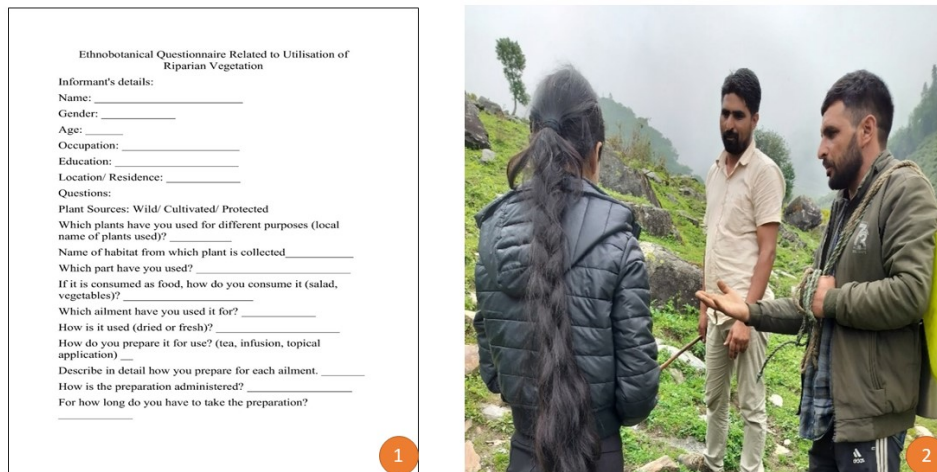 Ethnobotanical Questionnaire Related to Utilisation of
Riparian Vegetation
Informant's details:
Name: ________________________
Gender: ____________
Age: ______
Occupation: ___________________
Education: ____________________
Location/ Residence: ____________
Questions:
Plant Sources: Wild/ Cultivated/ Protected
Which plants have you used for different purposes (local
name of plants used)? __________
Name of habitat from which plant is collected___________
Which part have you used? _________________________
If it is consumed as food, how do you consume it (salad,
vegetables)? _____________________
Which ailment have you used it for? ____________
How is it used (dried or fresh)? ____________________
How do you prepare it for use? (tea, infusion, topical
application) __
Describe in detail how you prepare for each ailment. _______
How is the preparation administered? _________________
For how long do you have to take the preparation?
____________
1
2